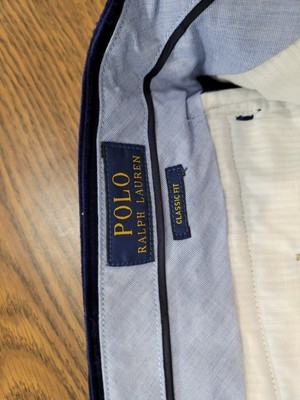 POLO
RALPH LAUREN
CLASSIC FIT